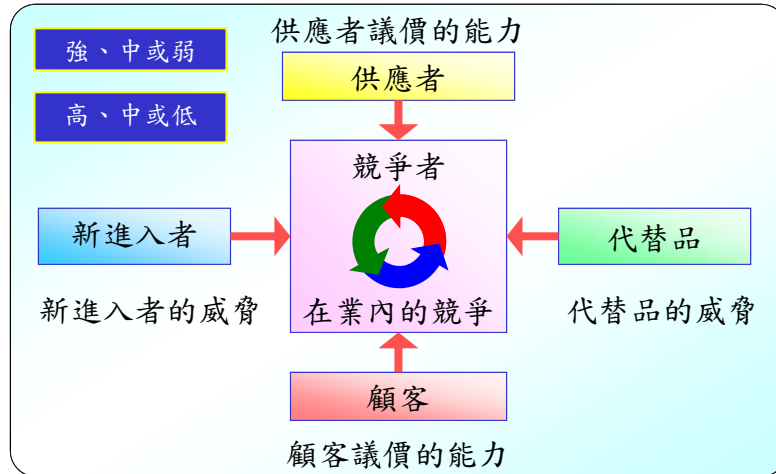 供應者議價的能力
強、中或弱
供應者
高、中或低
競爭者
新進入者
代替品
新進入者的威脅
在業內的競爭
代替品的威脅
顧客
顧客議價的能力